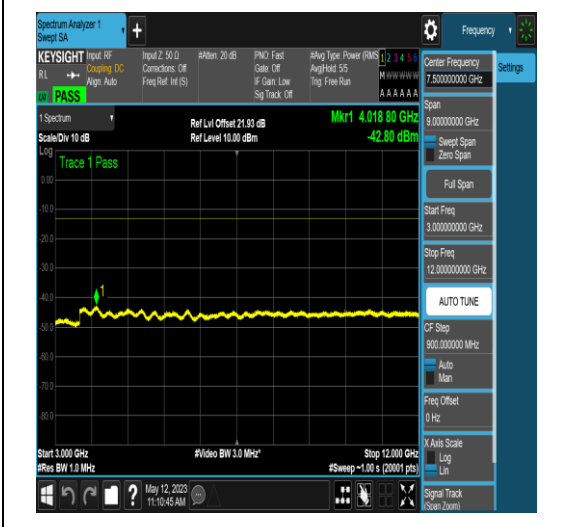 Spectrum Analyzer 1
Swept SA
+
Frequency
KEYSIGHT
Input: RF
Input Z: 50 Ω
#Atten: 20 dB
PNO: Fast
#Avg Type: Power (RMS
1 2 3 4 5 6
RL
Coupling: DC
Corrections: Off
Gate: Off
Avg|Hold: 5/5
M W W W W W
Align: Auto
Freq Ref: Int (S)
IF Gain: Low
Trig: Free Run
Sig Track: Off
A A A A A A
PASS
1 Spectrum
Ref Lvl Offset 21.93 dB
Mkr1 4.018 80 GHz
Scale/Div 10 dB
Ref Level 10.00 dBm
-42.80 dBm
Log
Trace 1 Pass
0.00
-10.0
-20.0
-30.0
-40.0
-50.0
-60.0
-70.0
-80.0
1
Start 3.000 GHz
#Video BW 3.0 MHz*
Stop 12.000 GHz
#Res BW 1.0 MHz
#Sweep ~1.00 s (20001 pts)
?
May 12, 2023
11:10:45 AM
Center Frequency
7.500000000 GHz
Settings
Span
9.00000000 GHz
Swept Span
Zero Span
Full Span
Start Freq
3.000000000 GHz
Stop Freq
12.000000000 GHz
AUTO TUNE
CF Step
900.000000 MHz
Auto
Man
Freq Offset
0 Hz
X Axis Scale
Log
Lin
Signal Track
(Span Zoom)